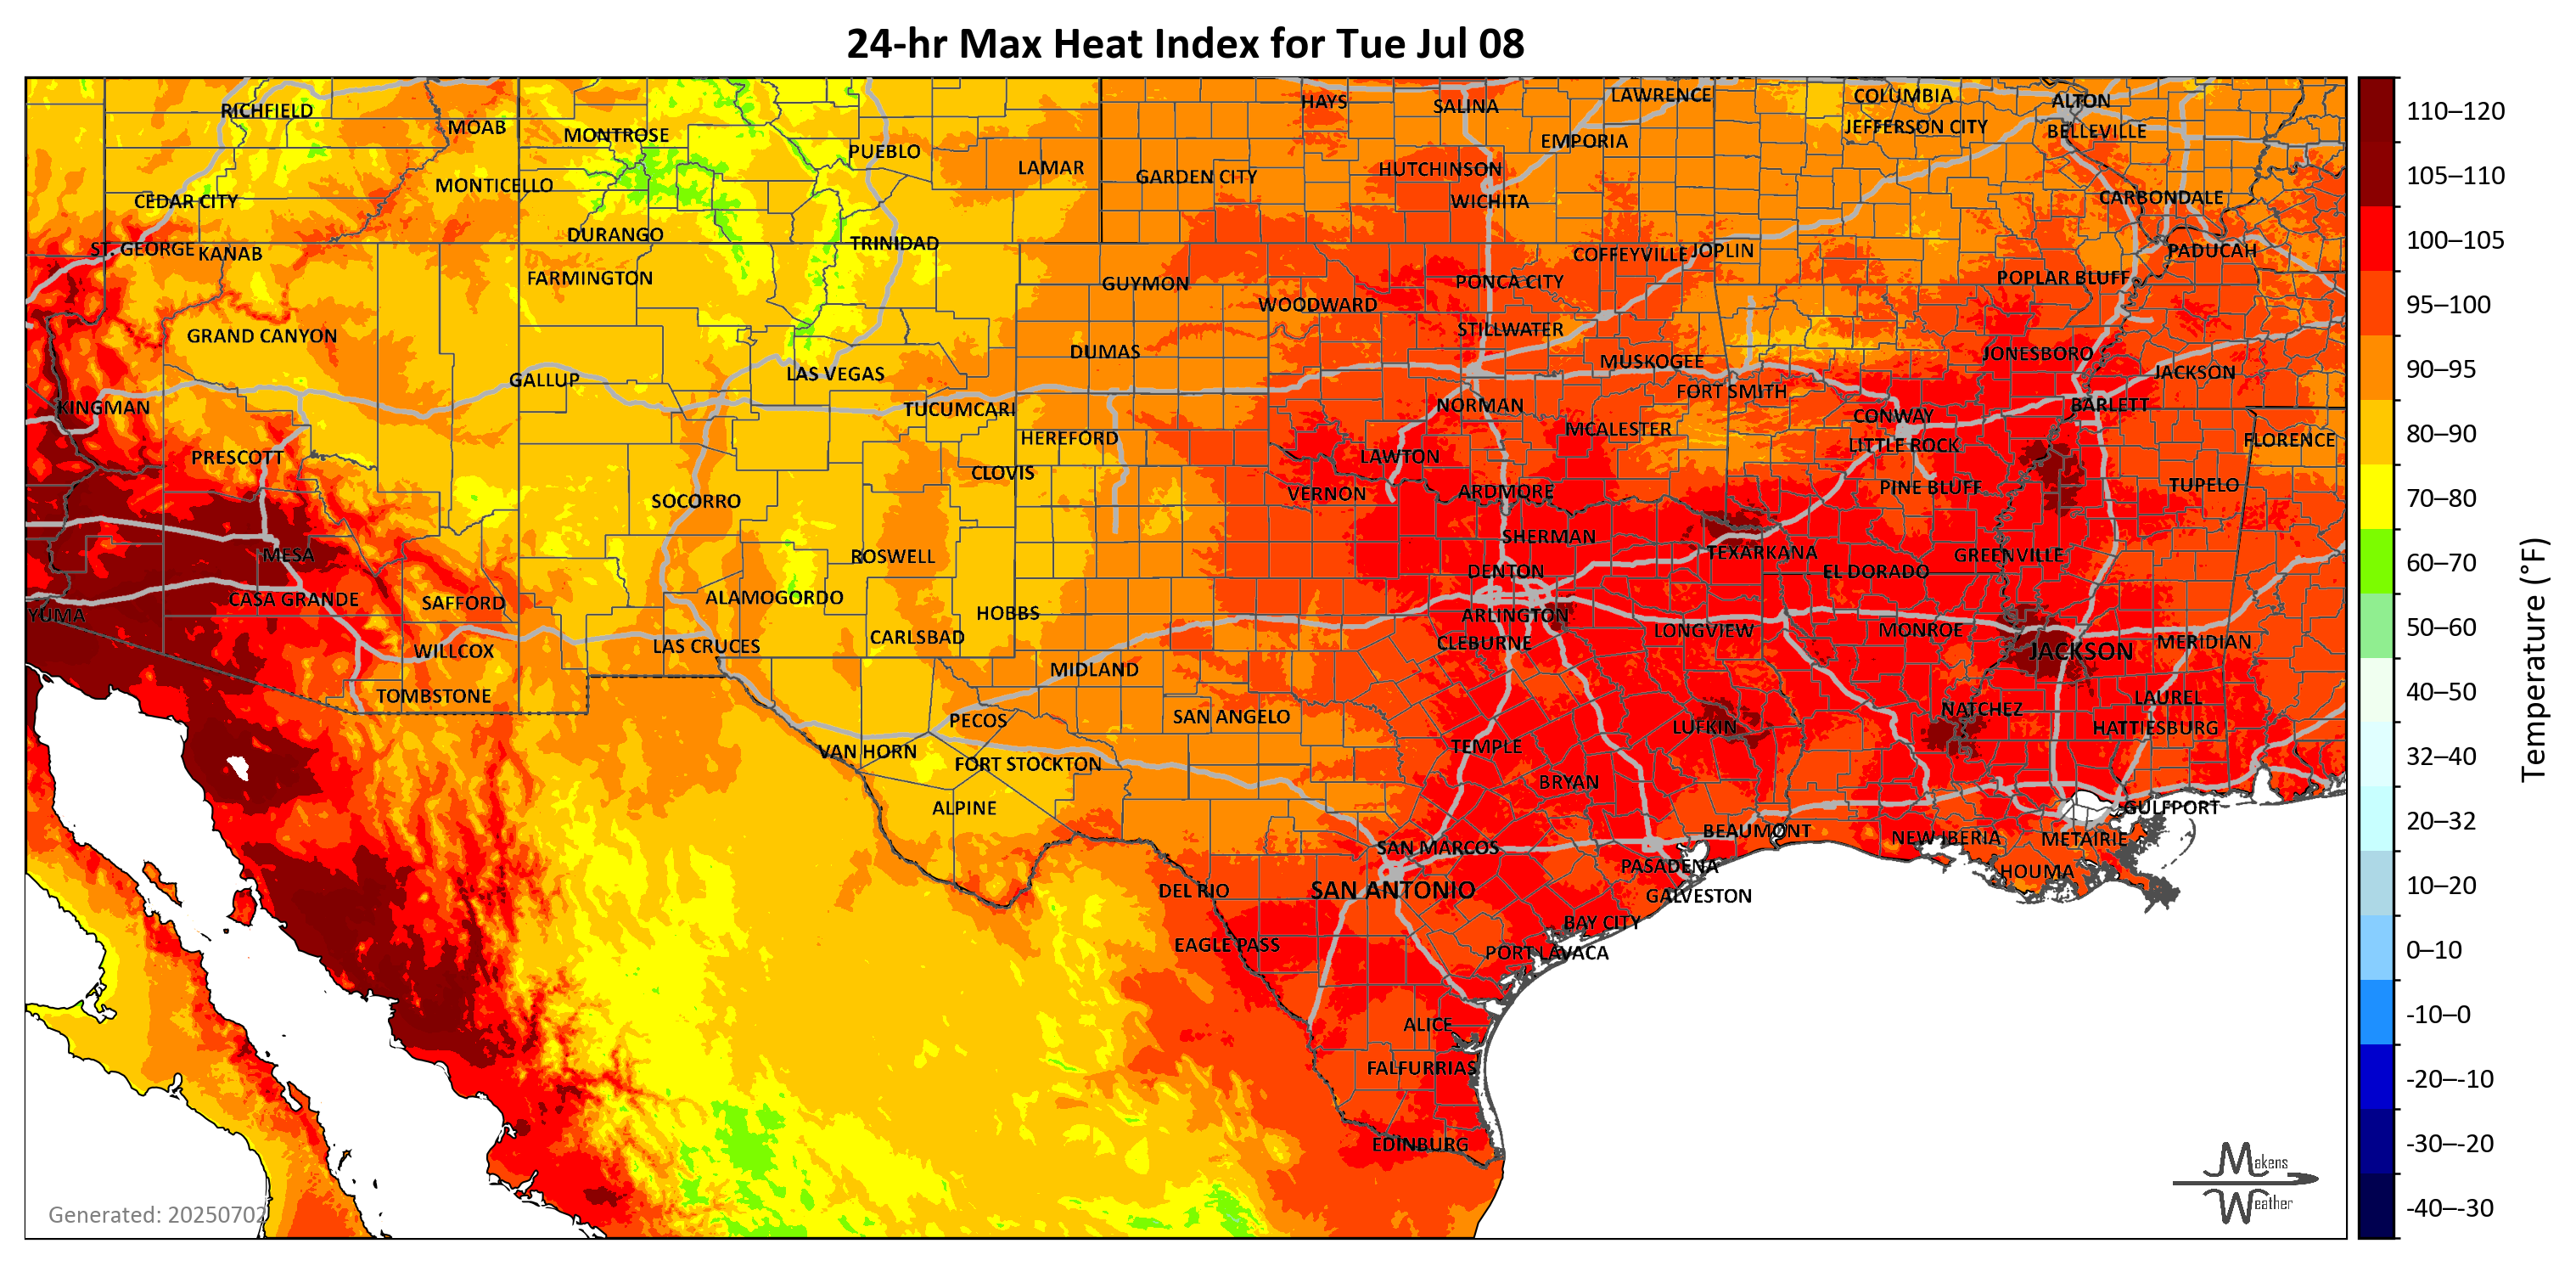 24-hr Max Heat Index for Tue Jul 08
RICHFIELD
MOAB
MONTROSE
PUEBLO
LAMAR
HAYS
SALINA
LAWRENCE
COLUMBIA
ALTON
JEFFERSON CITY
BELLEVILLE
EMPORIA
HUTCHINSON
GARDEN CITY
MONTICELLO
CEDAR CITY
WICHITA
CARBONDALE
DURANGO
TRINIDAD
ST. GEORGE
KANAB
COFFEYVILLE
JOPLIN
PADUCAH
FARMINGTON
GUYMON
PONCA CITY
POPLAR BLUFF
WOODWARD
GRAND CANYON
STILLWATER
DUMAS
MUSKOGEE
JONESBORO
GALLUP
LAS VEGAS
FORT SMITH
JACKSON
KINGMAN
TUCUMCARI
NORMAN
CONWAY
BARLETT
HEREFORD
MCALESTER
LITTLE ROCK
FLORENCE
PRESCOTT
CLOVIS
LAWTON
SOCORRO
VERNON
ARDMORE
PINE BLUFF
TUPELO
MESA
ROSWELL
SHERMAN
TEXARKANA
GREENVILLE
DENTON
EL DORADO
YUMA
CASA GRANDE
SAFFORD
ALAMOGORDO
HOBBS
ARLINGTON
WILLCOX
LAS CRUCES
CARLSBAD
CLEBURNE
LONGVIEW
MONROE
JACKSON
MERIDIAN
MIDLAND
TOMBSTONE
PECOS
SAN ANGELO
LUFKIN
NATCHEZ
LAUREL
HATTIESBURG
VAN HORN
FORT STOCKTON
TEMPLE
BRYAN
ALPINE
GULFPORT
BEAUMONT
NEW IBERIA
METAIRIE
SAN MARCOS
PASADENA
HOUMA
DEL RIO
SAN ANTONIO
GALVESTON
BAY CITY
EAGLE PASS
PORT LAVACA
ALICE
FALFURRIAS
EDINBURG
Generated: 20250702
Makens
Weather
110–120
105–110
100–105
95–100
90–95
80–90
70–80
60–70
50–60
40–50
32–40
20–32
10–20
0–10
-10–0
-20–-10
-30–-20
-40–-30
Temperature (°F)